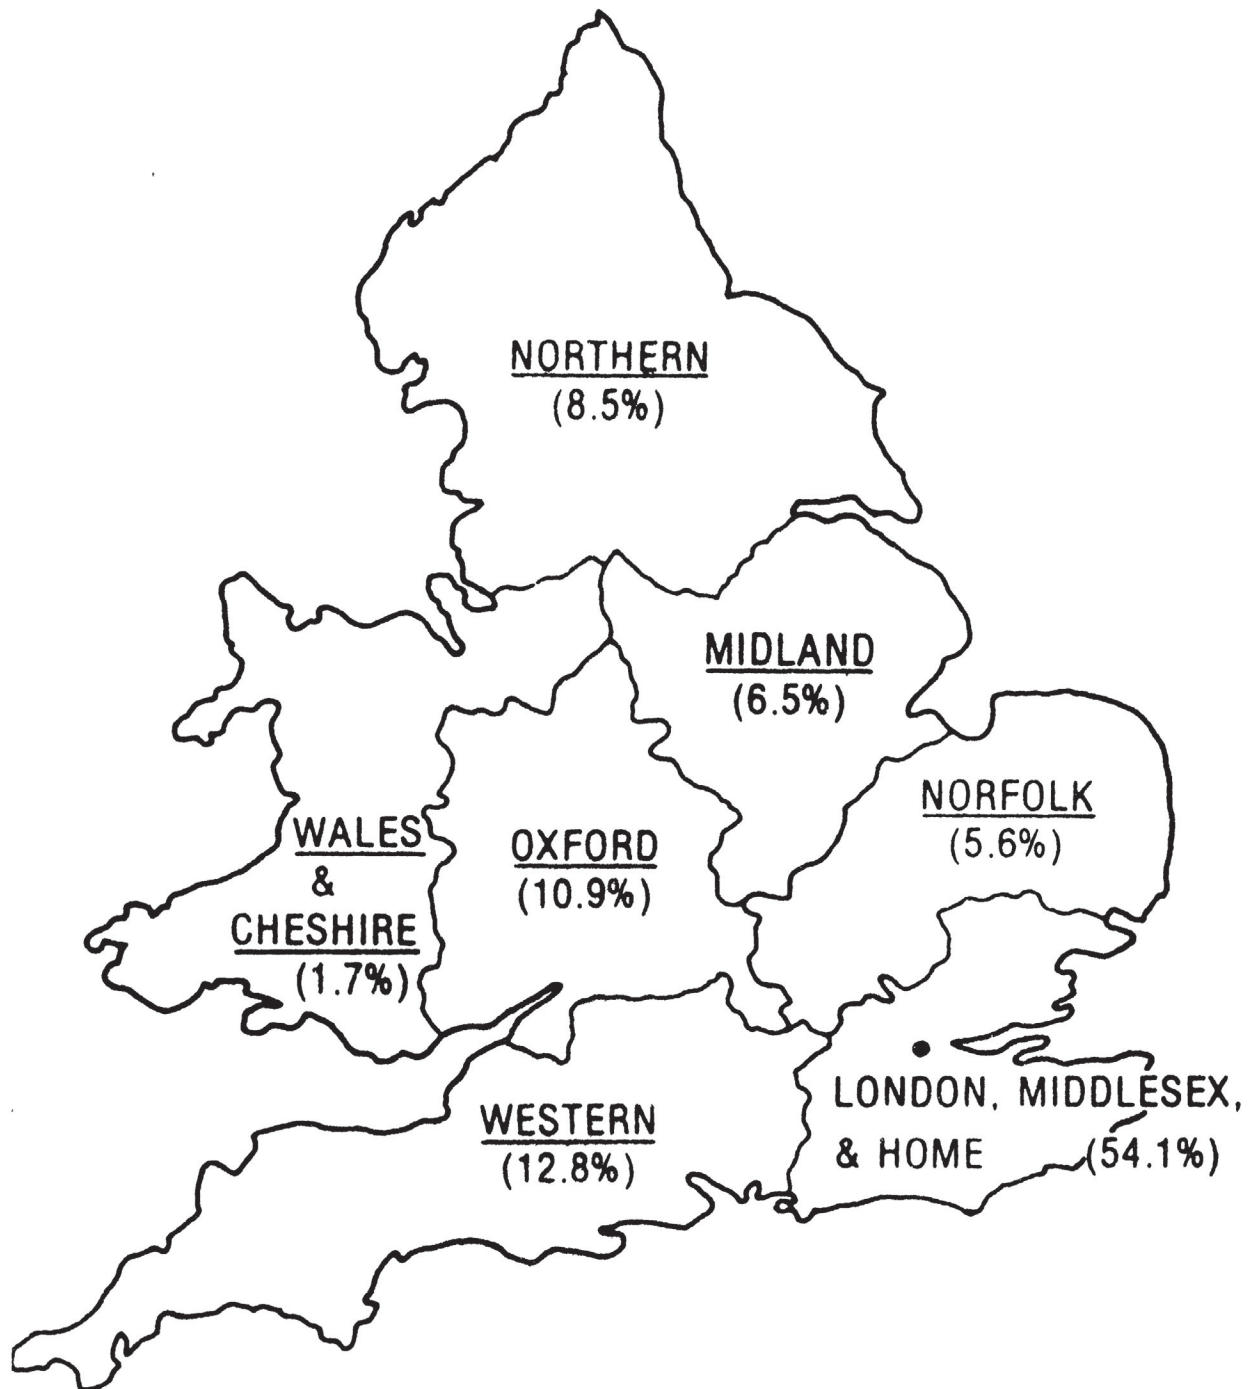 NORTHERN
(8.5%)
MIDLAND
(6.5%)
NORFOLK
(5.6%)
WALES
&
CHESHIRE
(1.7%)
OXFORD
(10.9%)
LONDON, MIDDLESEX,
& HOME (54.1%)
WESTERN
(12.8%)